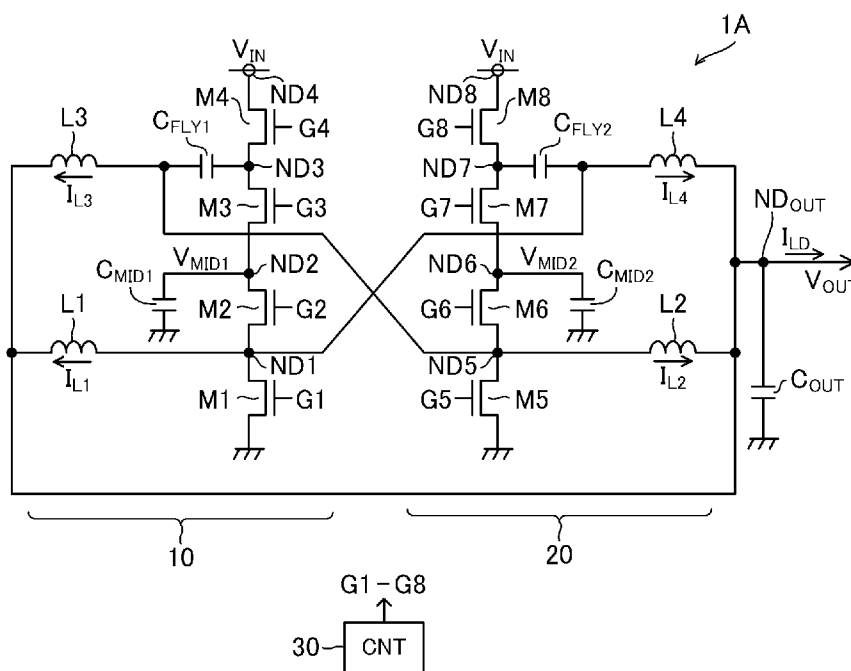 1A
V_IN V_IN
ND4 ND8
M4 M8
L3 C_FLY1 G4 G8 C_FLY2 L4
ND3 ND7
I_L3 I_L4
M3 G3 G7 M7
ND_OUT
I_LD
V_MID1 ND2 ND6 V_MID2
V_OUT
C_MID1 C_MID2
L1 M2 G2 G6 M6 L2
ND1 ND5
I_L1 I_L2
M1 G1 G5 M5
C_OUT
10 20
G1-G8
30 CNT